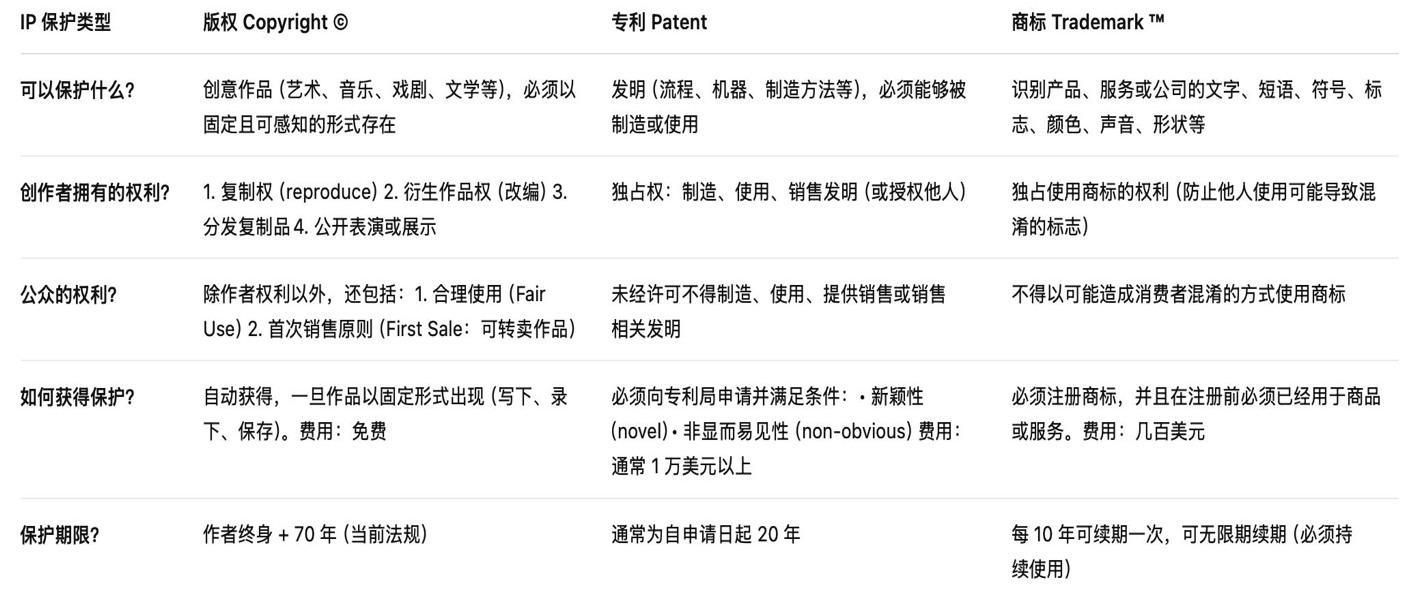 IP 保护类型 版权 Copyright © 专利 Patent 商标 Trademark ™
可以保护什么? 创意作品 (艺术、音乐、戏剧、文学等)，必须以 发明 (流程、机器、制造方法等)，必须能够被 识别产品、服务或公司的文字、短语、符号、标
固定且可感知的形式存在 制造或使用 志、颜色、声音、形状等
创作者拥有的权利? 1. 复制权 (reproduce) 2. 衍生作品权 (改编) 3. 独占权：制造、使用、销售发明 (或授权他人) 独占使用商标的权利 (防止他人使用可能导致混
分发复制品 4. 公开表演或展示 淆的标志)
公众的权利? 除作者权利以外，还包括：1. 合理使用 (Fair 未经许可不得制造、使用、提供销售或销售 不得以可能造成消费者混淆的方式使用商标
Use) 2. 首次销售原则 (First Sale：可转卖作品) 相关发明
如何获得保护? 自动获得，一旦作品以固定形式出现 (写下、录 必须向专利局申请并满足条件：• 新颖性 必须注册商标，并且在注册前必须已经用于商品
下、保存)。费用：免费 (novel) • 非显而易见性 (non-obvious) 费用： 或服务。费用：几百美元
通常 1 万美元以上
保护期限? 作者终身 + 70 年 (当前法规) 通常为自申请日起 20 年 每 10 年可续期一次，可无限期续期 (必须持
续使用)